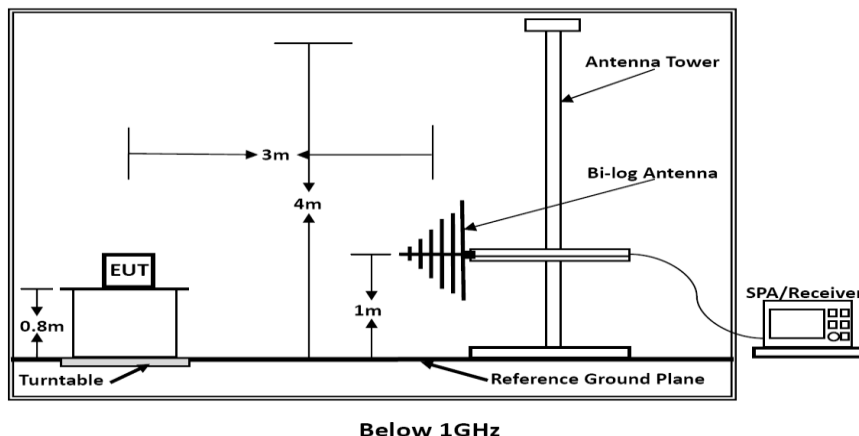 Antenna Tower
3m
Bi-log Antenna
4m
EUT
SPA/Receiver
0.8m
1m
Turntable
Reference Ground Plane
Below 1GHz